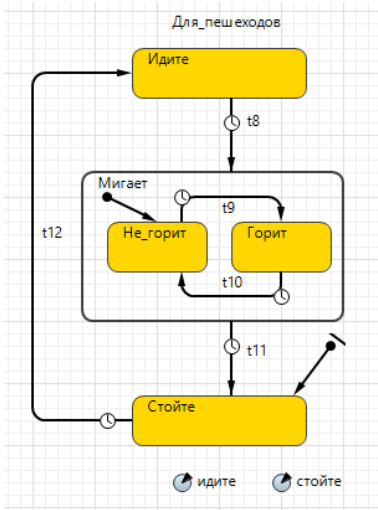 Для_пешеходов
Идите
t8
Мигает
t9
t12
Не_горит
Горит
t10
t11
Стойте
идите
стойте